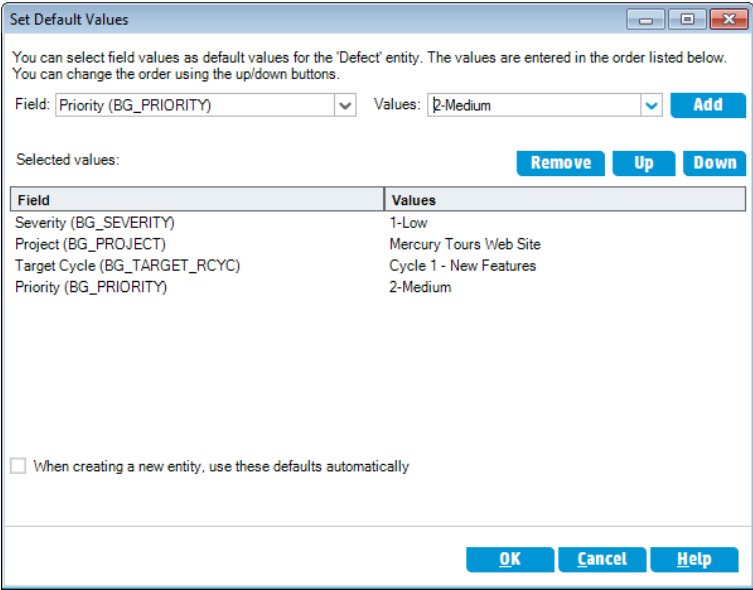 Set Default Values
You can select field values as default values for the 'Defect' entity. The values are entered in the order listed below.
You can change the order using the up/down buttons.
Field: Priority (BG_PRIORITY) Values: 2-Medium Add
Selected values: Remove Up Down
Field Values
Severity (BG_SEVERITY) 1-Low
Project (BG_PROJECT) Mercury Tours Web Site
Target Cycle (BG_TARGET_RCYC) Cycle 1 - New Features
Priority (BG_PRIORITY) 2-Medium
When creating a new entity, use these defaults automatically
OK Cancel Help